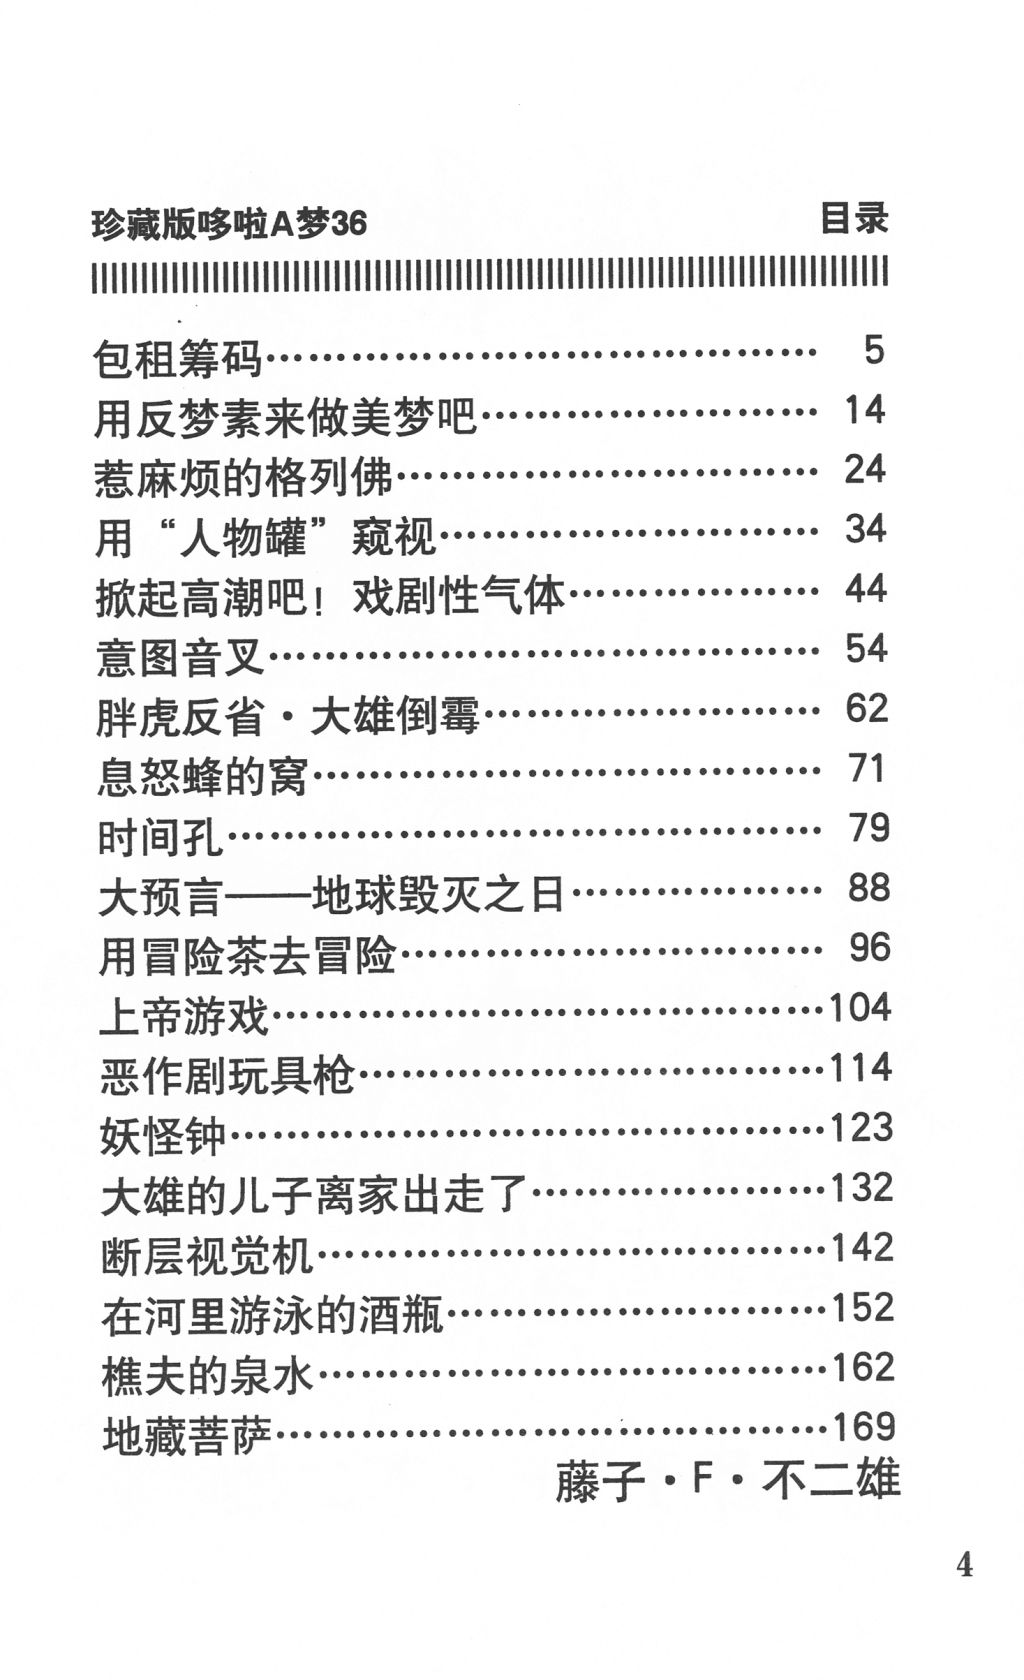 珍藏版哆啦A梦36 目录
包租筹码………………………………… 5
用反梦素来做美梦吧…………………… 14
惹麻烦的格列佛………………………… 24
用“人物罐”窥视……………………… 34
掀起高潮吧！戏剧性气体……………… 44
意图音叉………………………………… 54
胖虎反省·大雄倒霉…………………… 62
息怒蜂的窝……………………………… 71
时间孔…………………………………… 79
大预言——地球毁灭之日……………… 88
用冒险茶去冒险………………………… 96
上帝游戏…………………………………104
恶作剧玩具枪……………………………114
妖怪钟……………………………………123
大雄的儿子离家出走了…………………132
断层视觉机………………………………142
在河里游泳的酒瓶………………………152
樵夫的泉水………………………………162
地藏菩萨…………………………………169
藤子·F·不二雄
4